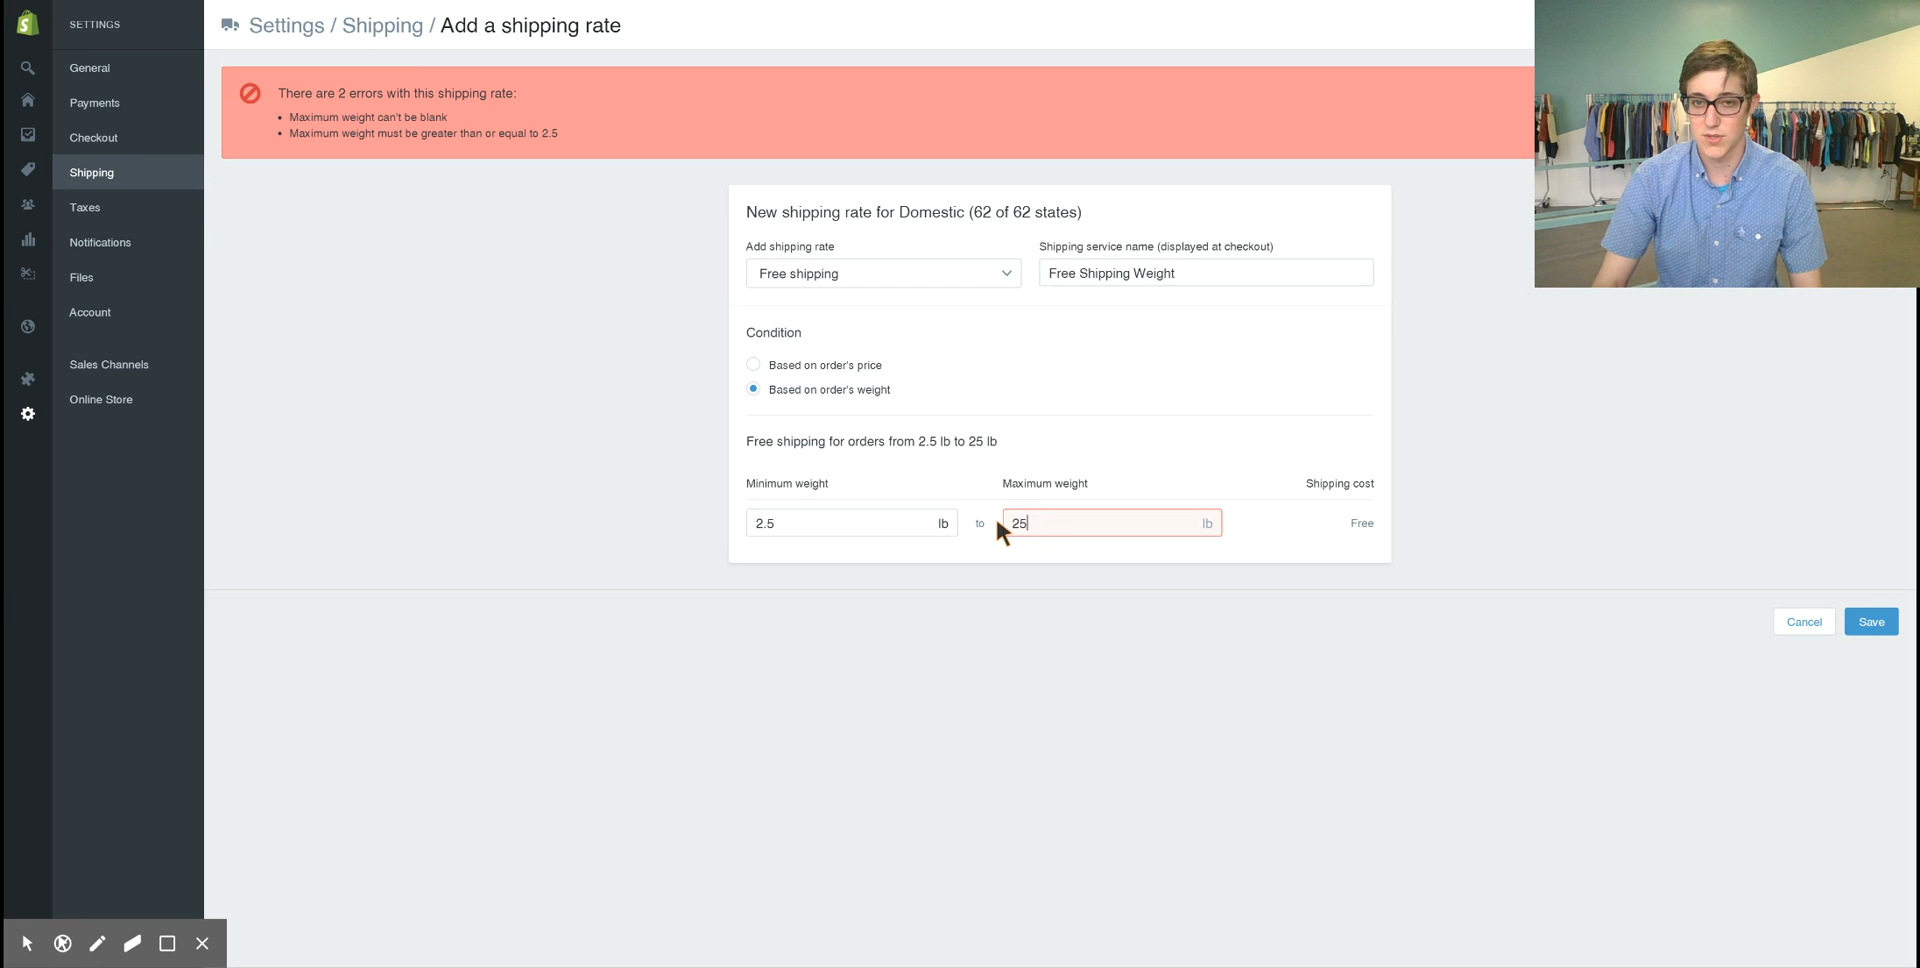 SETTINGS
General
Payments
Checkout
Shipping
Taxes
Notifications
Files
Account
Sales Channels
Online Store
Settings / Shipping / Add a shipping rate
There are 2 errors with this shipping rate:
• Maximum weight can't be blank
• Maximum weight must be greater than or equal to 2.5
New shipping rate for Domestic (62 of 62 states)
Add shipping rate Shipping service name (displayed at checkout)
Free shipping Free Shipping Weight
Condition
Based on order's price
Based on order's weight
Free shipping for orders from 2.5 lb to 25 lb
Minimum weight Maximum weight Shipping cost
2.5 lb to 25 lb Free
Cancel Save